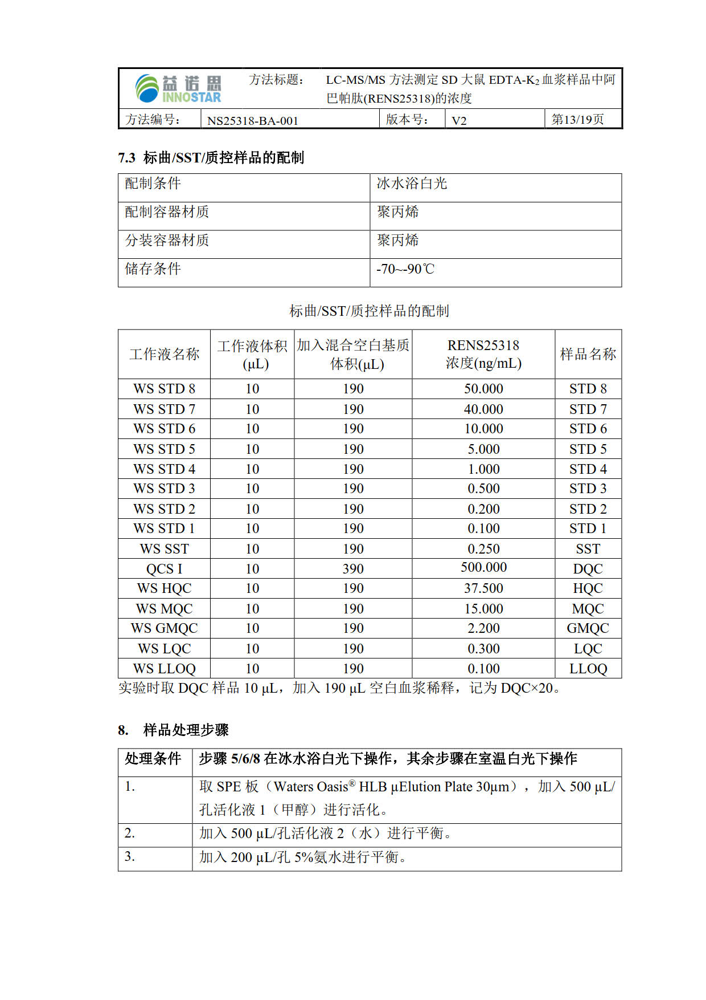 益诺思
INNOSTAR
方法标题：
LC-MS/MS 方法测定 SD 大鼠 EDTA-K2 血浆样品中阿
巴帕肽(RENS25318)的浓度
方法编号： NS25318-BA-001 版本号： V2 第13/19页
7.3 标曲/SST/质控样品的配制
配制条件 冰水浴白光
配制容器材质 聚丙烯
分装容器材质 聚丙烯
储存条件 -70~-90℃
标曲/SST/质控样品的配制
工作液名称 工作液体积(μL) 加入混合空白基质体积(μL) RENS25318浓度(ng/mL) 样品名称
WS STD 8 10 190 50.000 STD 8
WS STD 7 10 190 40.000 STD 7
WS STD 6 10 190 10.000 STD 6
WS STD 5 10 190 5.000 STD 5
WS STD 4 10 190 1.000 STD 4
WS STD 3 10 190 0.500 STD 3
WS STD 2 10 190 0.200 STD 2
WS STD 1 10 190 0.100 STD 1
WS SST 10 190 0.250 SST
QCS I 10 390 500.000 DQC
WS HQC 10 190 37.500 HQC
WS MQC 10 190 15.000 MQC
WS GMQC 10 190 2.200 GMQC
WS LQC 10 190 0.300 LQC
WS LLOQ 10 190 0.100 LLOQ
实验时取 DQC 样品 10 μL，加入 190 μL 空白血浆稀释，记为 DQC×20。
8. 样品处理步骤
处理条件 步骤 5/6/8 在冰水浴白光下操作，其余步骤在室温白光下操作
1. 取 SPE 板（Waters Oasis® HLB μElution Plate 30μm），加入 500 μL/
孔活化液 1（甲醇）进行活化。
2. 加入 500 μL/孔活化液 2（水）进行平衡。
3. 加入 200 μL/孔 5%氨水进行平衡。